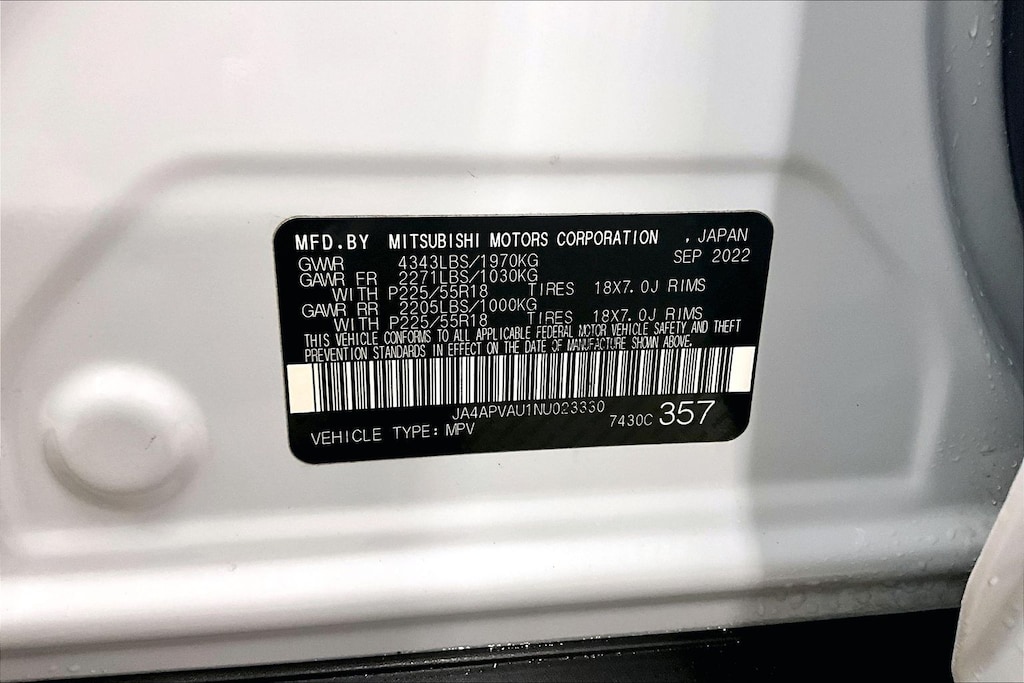 MFD.BY MITSUBISHI MOTORS CORPORATION , JAPAN
SEP 2022
GVWR 4343LBS/1970KG
GAWR FR 2271LBS/1030KG
WITH P225/55R18 TIRES 18X7.0J RIMS
GAWR RR 2205LBS/1000KG
WITH P225/55R18 TIRES 18X7.0J RIMS
THIS VEHICLE CONFORMS TO ALL APPLICABLE FEDERAL MOTOR VEHICLE SAFETY AND THEFT
PREVENTION STANDARDS IN EFFECT ON THE DATE OF MANUFACTURE SHOWN ABOVE.
JA4APVAU1NU023330
VEHICLE TYPE: MPV 7430C 357